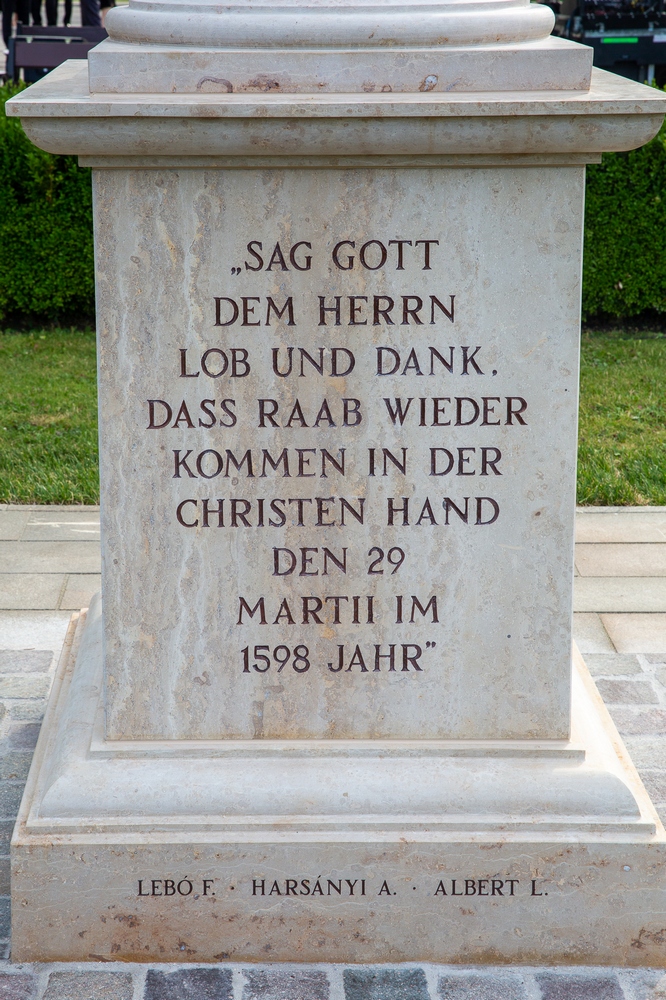 „SAG GOTT
DEM HERRN
LOB UND DANK.
DASS RAAB WIEDER
KOMMEN IN DER
CHRISTEN HAND
DEN 29
MARTII IM
1598 JAHR”
LEBÓ F. · HARSÁNYI A. · ALBERT L.